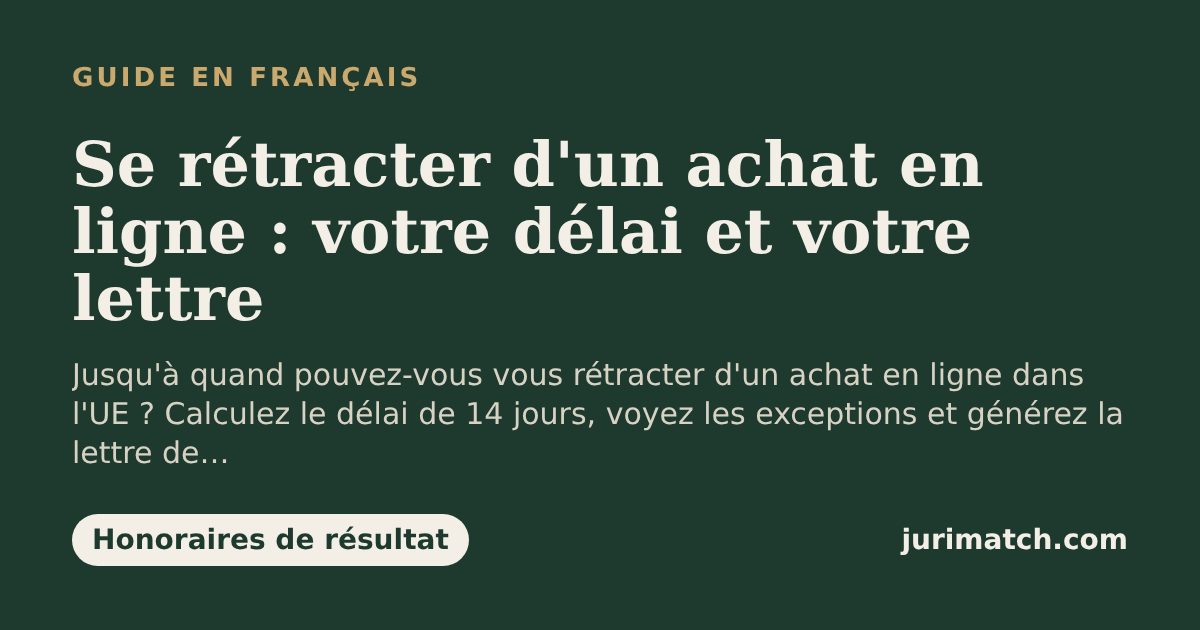 GUIDE EN FRANÇAIS
Se rétracter d'un achat en
ligne : votre délai et votre
lettre
Jusqu'à quand pouvez-vous vous rétracter d'un achat en ligne dans
l'UE ? Calculez le délai de 14 jours, voyez les exceptions et générez la
lettre de…
Honoraires de résultat
jurimatch.com